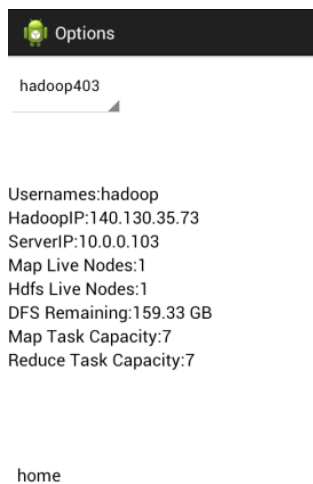 Options
hadoop403
Usernames:hadoop
HadoopIP:140.130.35.73
ServerIP:10.0.0.103
Map Live Nodes:1
Hdfs Live Nodes:1
DFS Remaining:159.33 GB
Map Task Capacity:7
Reduce Task Capacity:7
home